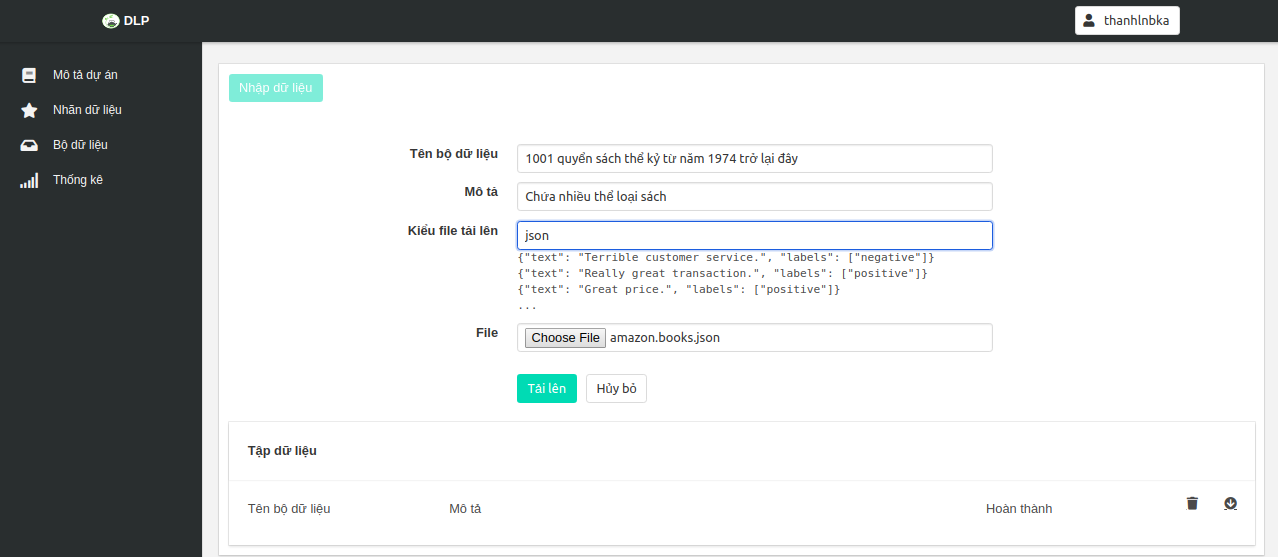 DLP
thanhlnbka
Mô tả dự án
Nhãn dữ liệu
Bộ dữ liệu
Thống kê
Nhập dữ liệu
Tên bộ dữ liệu
1001 quyển sách thể kỷ từ năm 1974 trở lại đây
Mô tả
Chứa nhiều thể loại sách
Kiểu file tải lên
json
{"text": "Terrible customer service.", "labels": ["negative"]}
{"text": "Really great transaction.", "labels": ["positive"]}
{"text": "Great price.", "labels": ["positive"]}
...
File
Choose File amazon.books.json
Tải lên
Hủy bỏ
Tập dữ liệu
Tên bộ dữ liệu
Mô tả
Hoàn thành